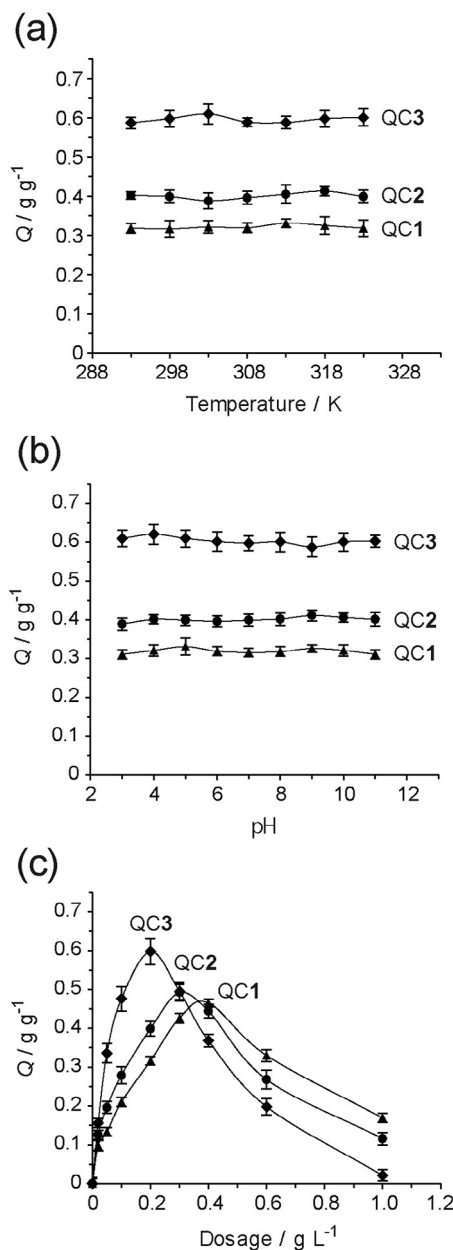 (a)
0.7
0.6
QC3
0.5
Q / g g⁻¹
0.4
QC2
0.3
QC1
0.2
0.1
0
288 298 308 318 328
Temperature / K
(b)
0.7
0.6
QC3
0.5
Q / g g⁻¹
0.4
QC2
0.3
QC1
0.2
0.1
0
2 4 6 8 10 12
pH
(c)
0.7
QC3
0.6
QC2
0.5
QC1
Q / g g⁻¹
0.4
0.3
0.2
0.1
0
0 0.2 0.4 0.6 0.8 1.0 1.2
Dosage / g L⁻¹